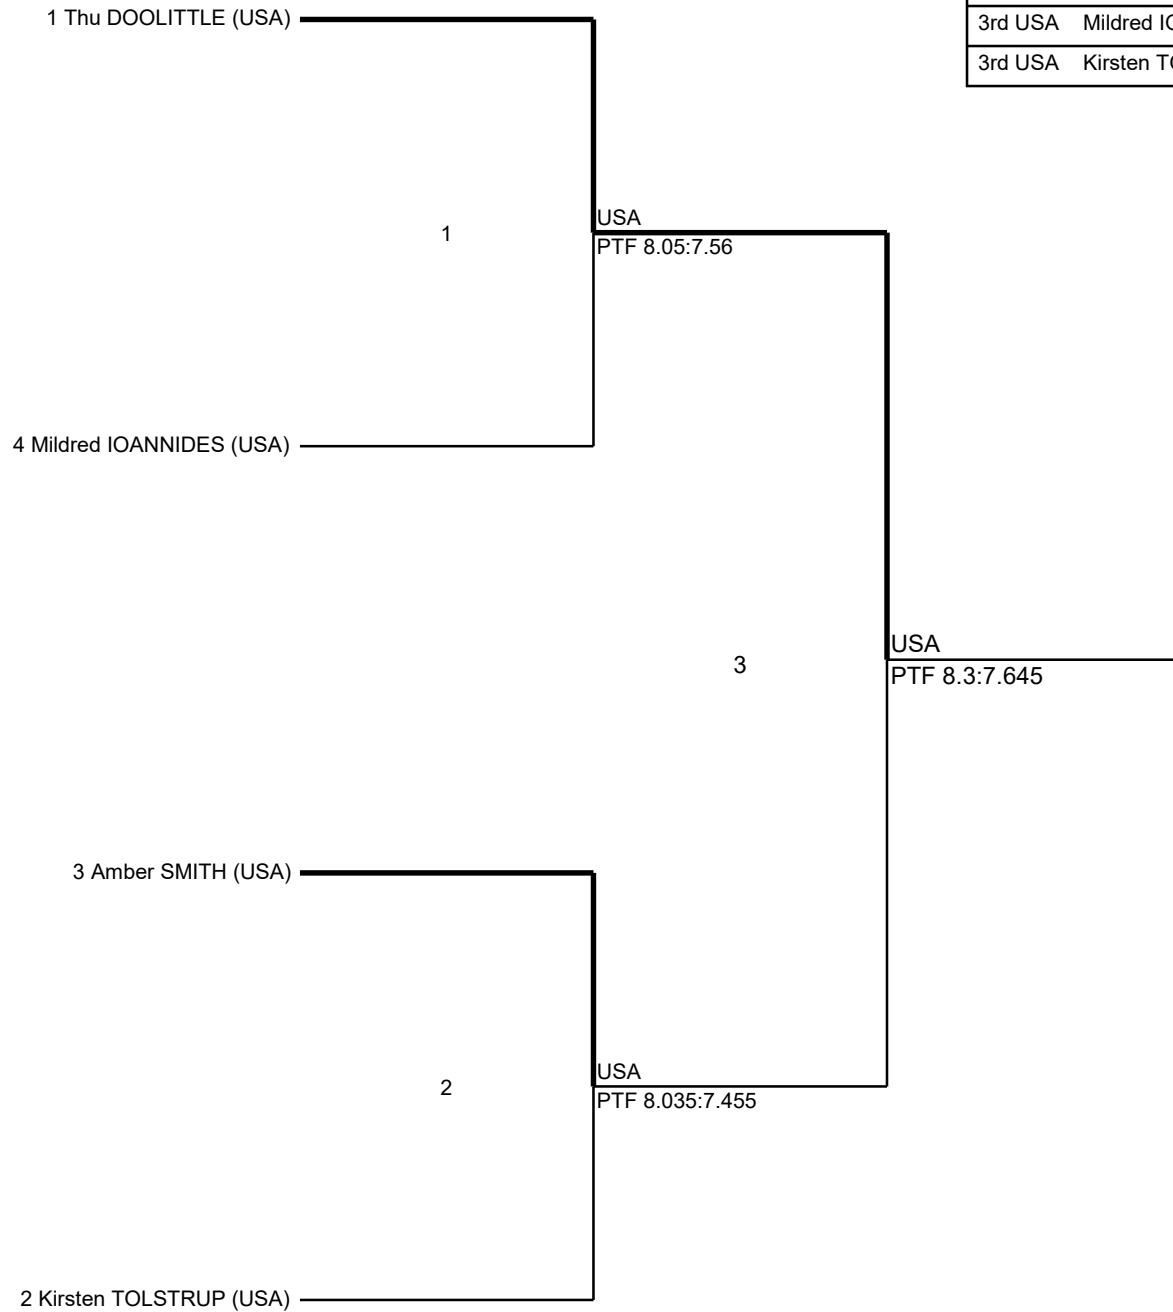 1 Thu DOOLITTLE (USA)
3rd USA Mildred
3rd USA Kirsten
USA
1
PTF 8.05:7.56
4 Mildred IOANNIDES (USA)
USA
3
PTF 8.3:7.645
3 Amber SMITH (USA)
USA
2
PTF 8.035:7.455
2 Kirsten TOLSTRUP (USA)